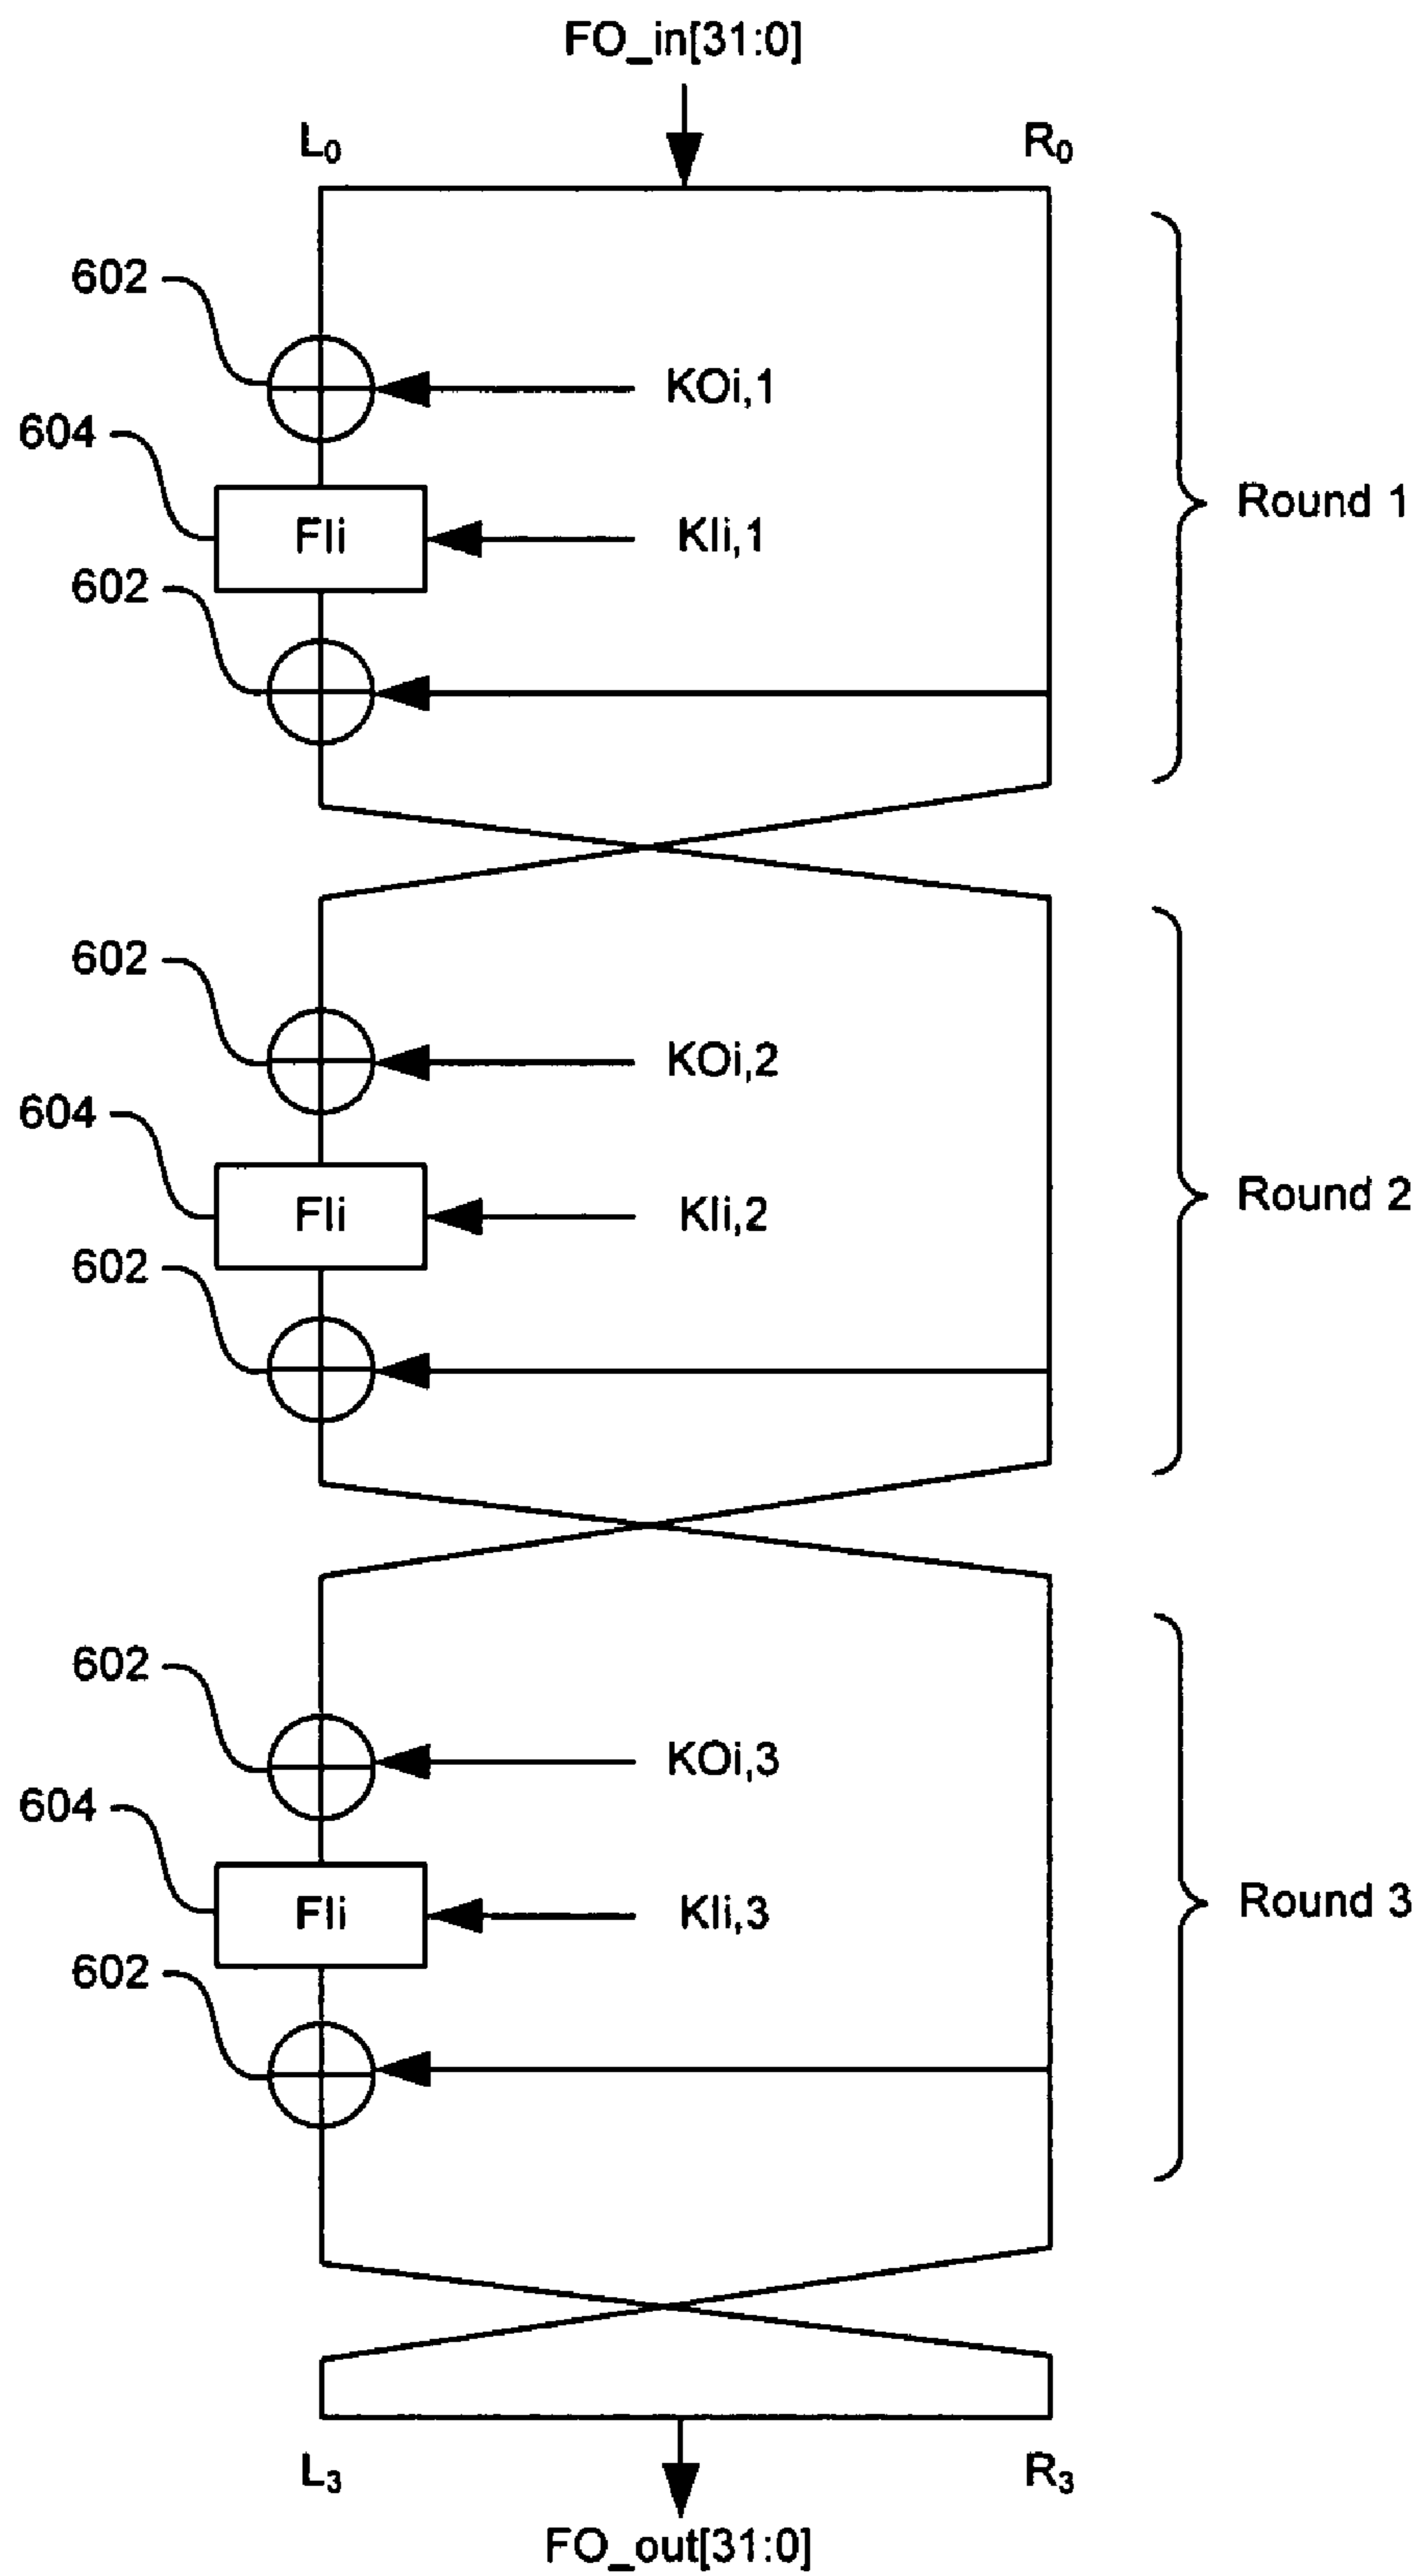 FO_in[31:0]
L₀
R₀
602
KOi,1
604
FIi
KIi,1
Round 1
602
602
KOi,2
604
FIi
KIi,2
Round 2
602
602
KOi,3
604
FIi
KIi,3
Round 3
602
L₃
R₃
FO_out[31:0]